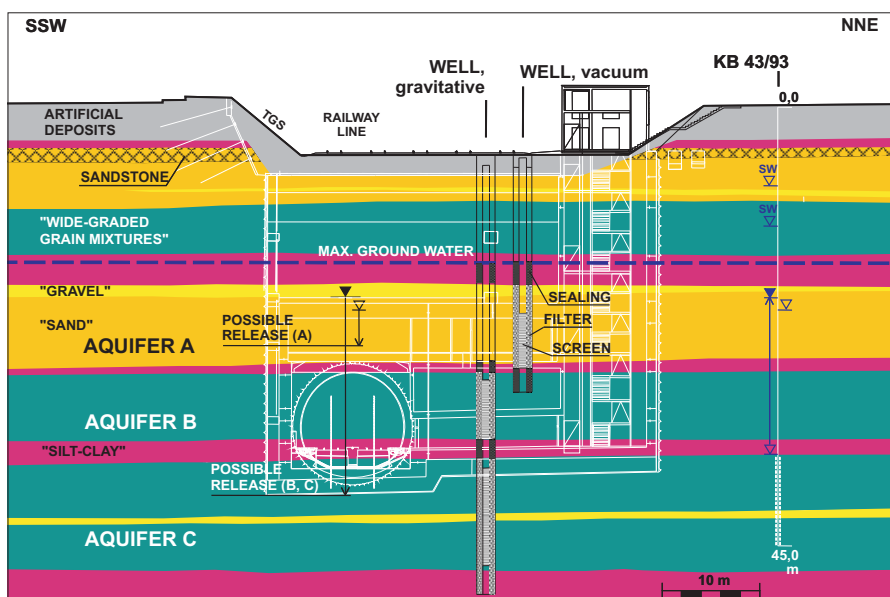 SSW
NNE
WELL,
gravitative
WELL, vacuum
KB 43/93
0,0
ARTIFICIAL
DEPOSITS
TGS
RAILWAY
LINE
SANDSTONE
SW
SW
"WIDE-GRADED
GRAIN MIXTURES"
MAX. GROUND WATER
"GRAVEL"
SEALING
"SAND"
POSSIBLE
RELEASE (A)
FILTER
AQUIFER A
SCREEN
AQUIFER B
"SILT-CLAY"
POSSIBLE
RELEASE (B, C)
AQUIFER C
45,0
m
10 m